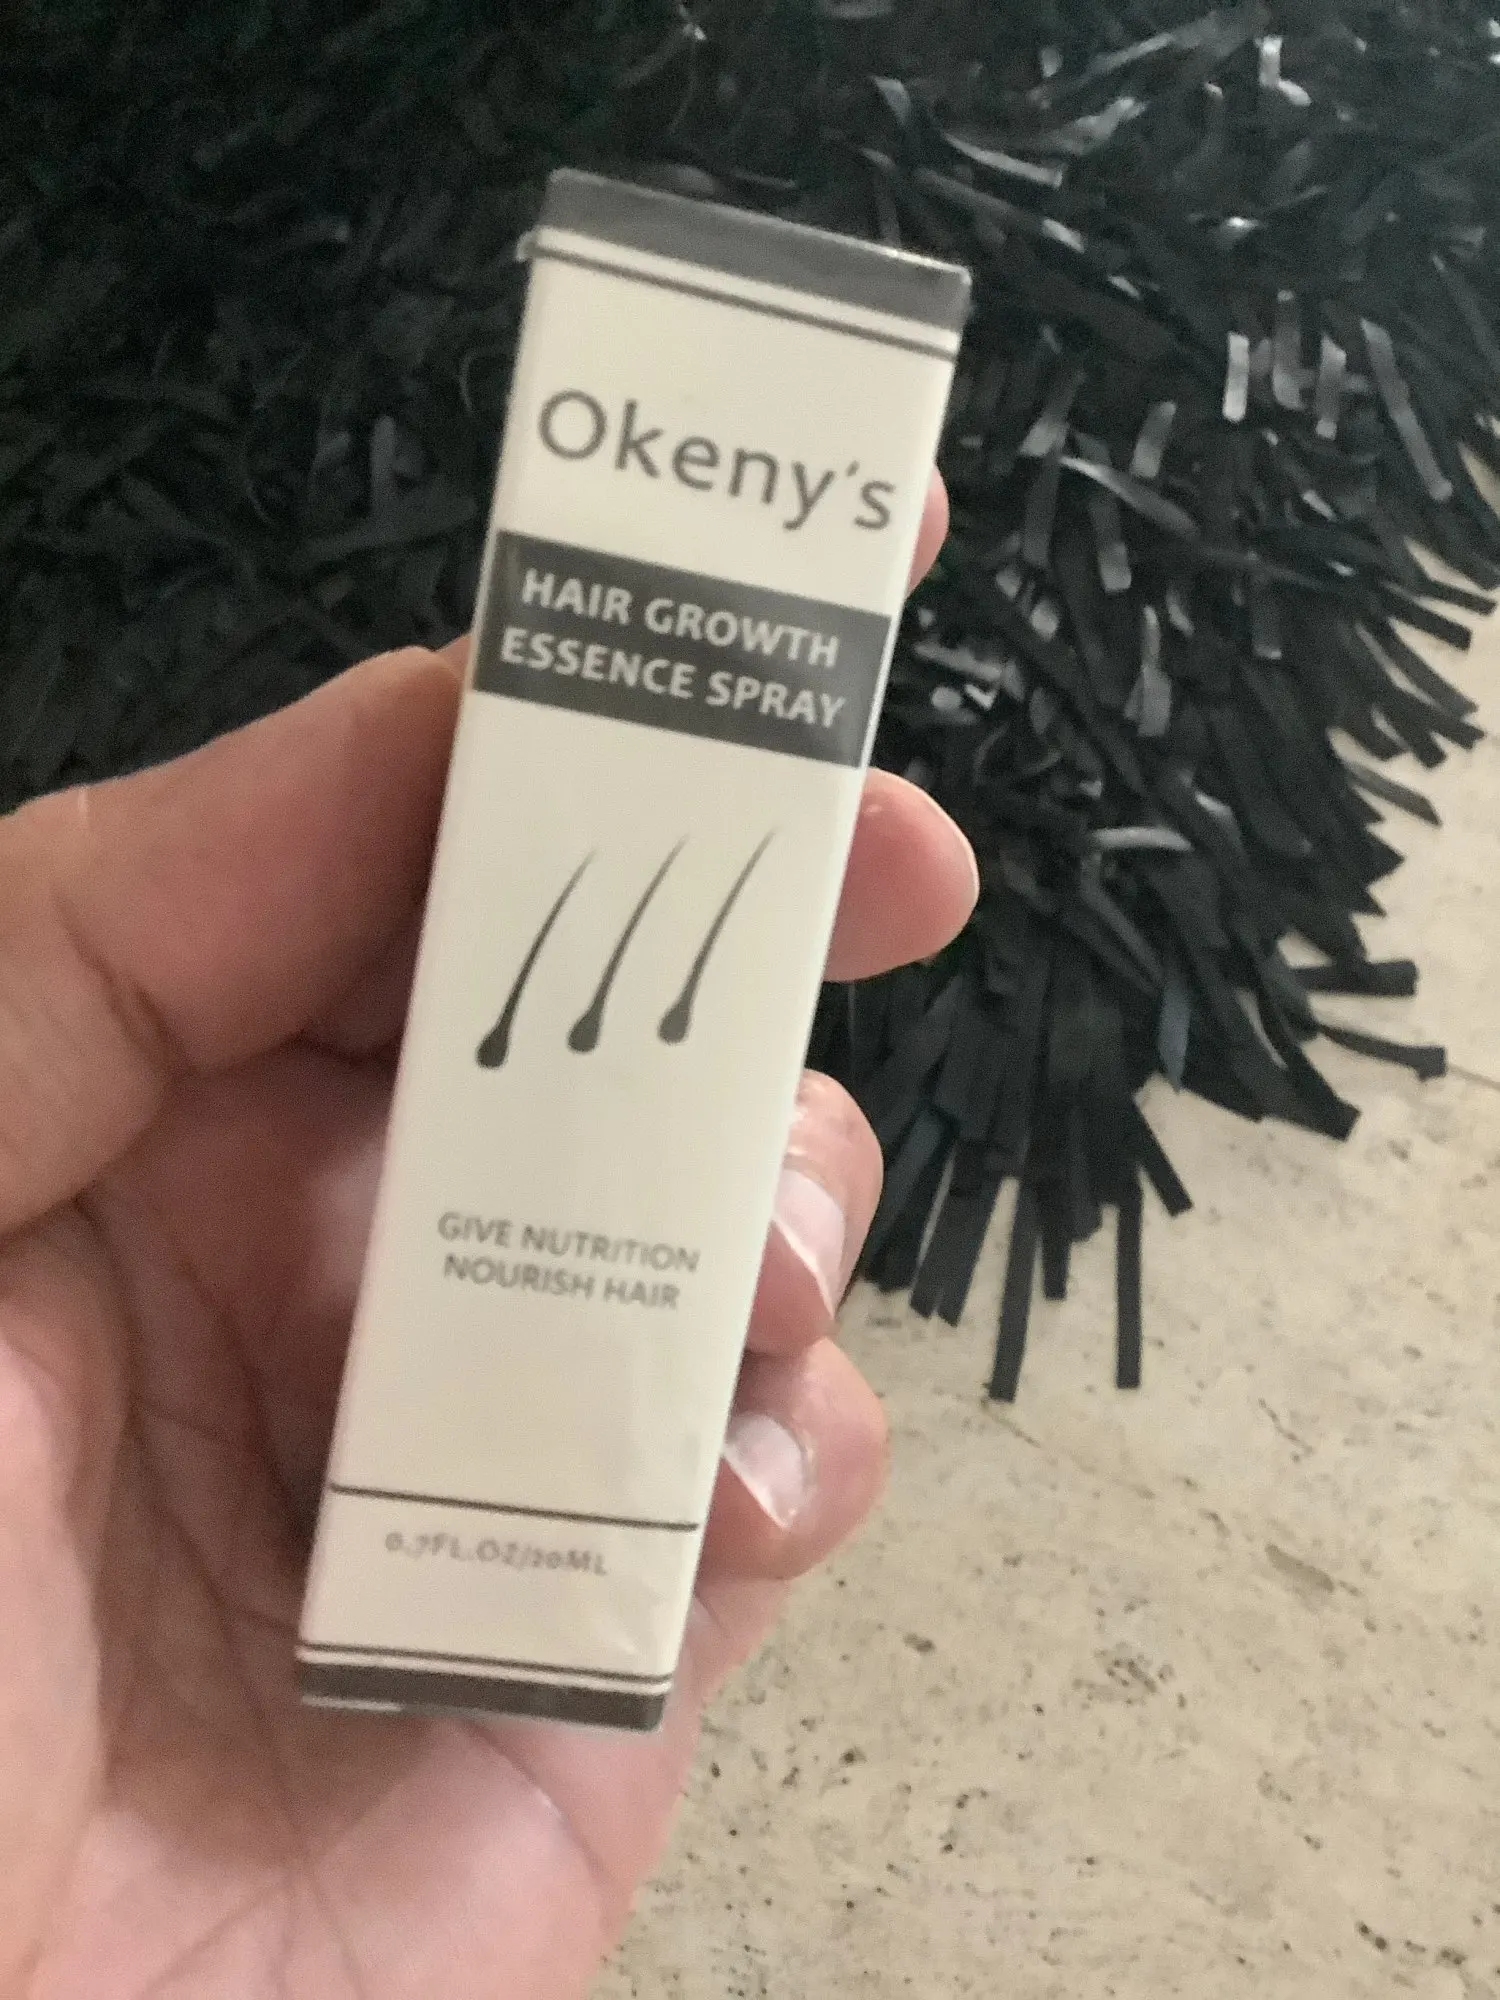 Okeny's
HAIR GROWTH
ESSENCE SPRAY
GIVE NUTRITION
NOURISH HAIR
0.7FL.OZ/20ML